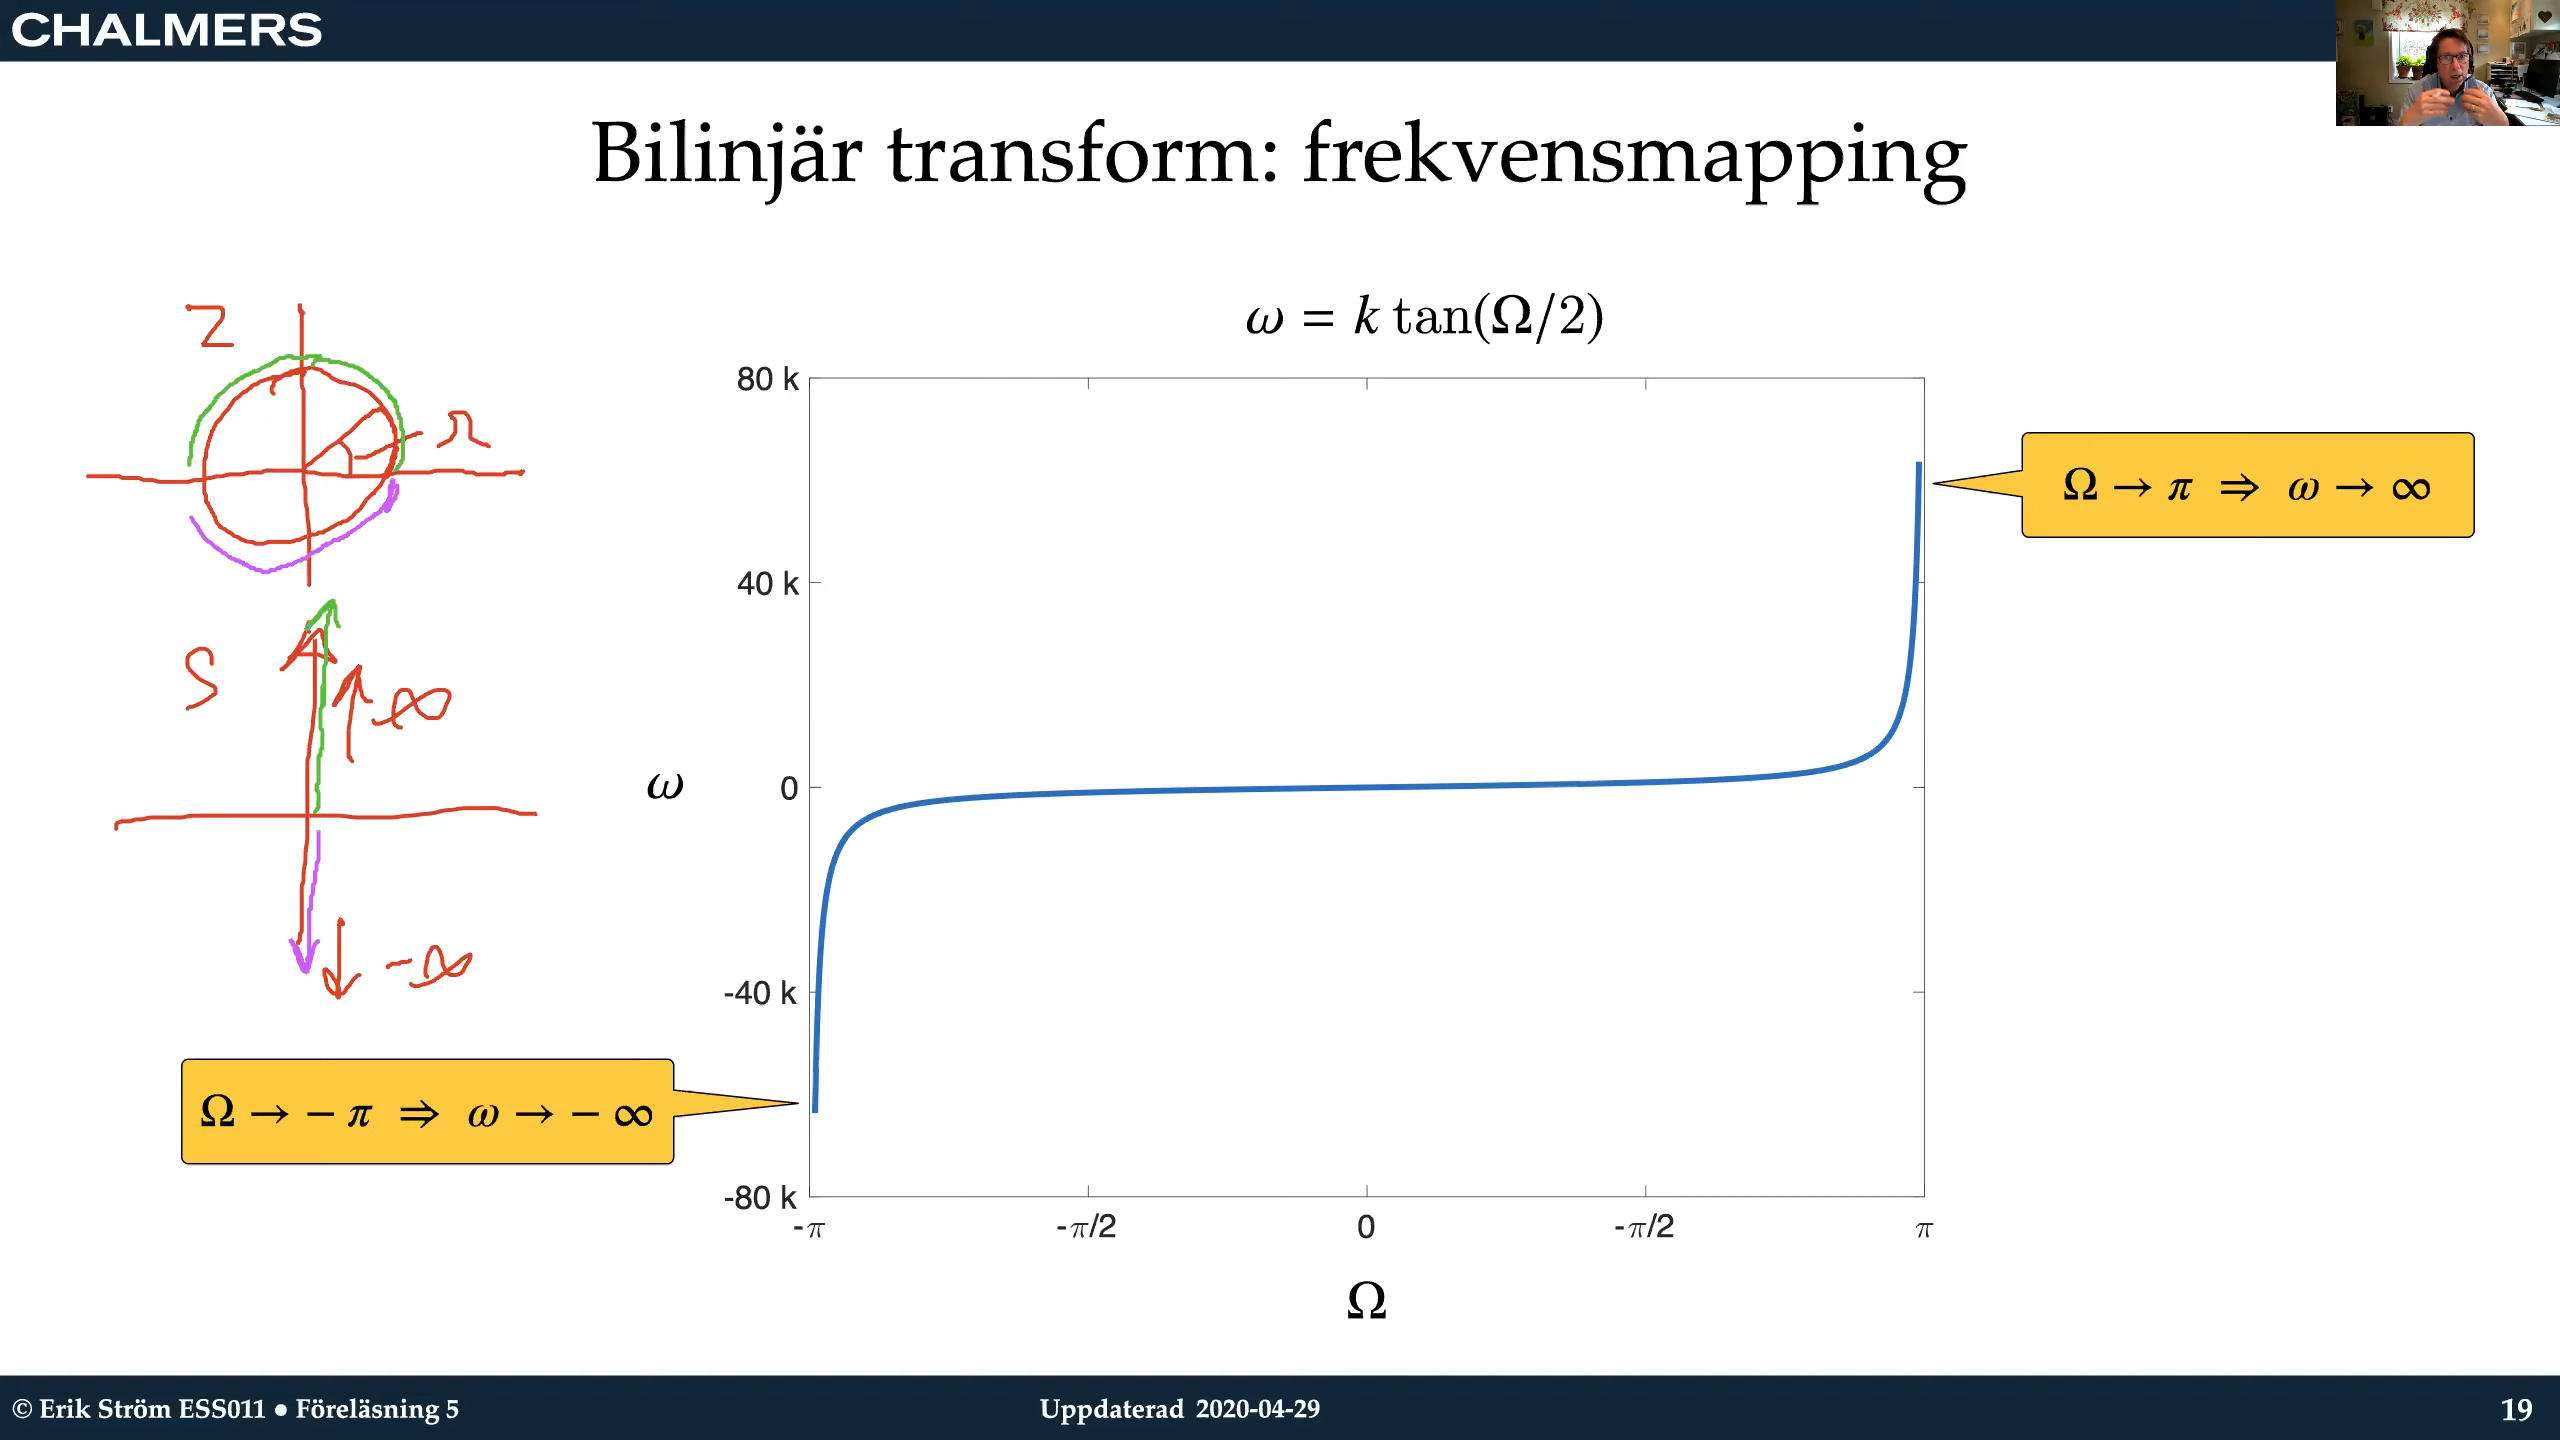 CHALMERS
Bilinjär transform: frekvensmapping
ω = k tan(Ω/2)
Z
Ω
S
∞
-∞
80 k
40 k
0
-40 k
-80 k
ω
-π
-π/2
0
-π/2
π
Ω
Ω → π ⇒ ω → ∞
Ω → − π ⇒ ω → − ∞
© Erik Ström ESS011 ● Föreläsning 5
Uppdaterad 2020-04-29
19